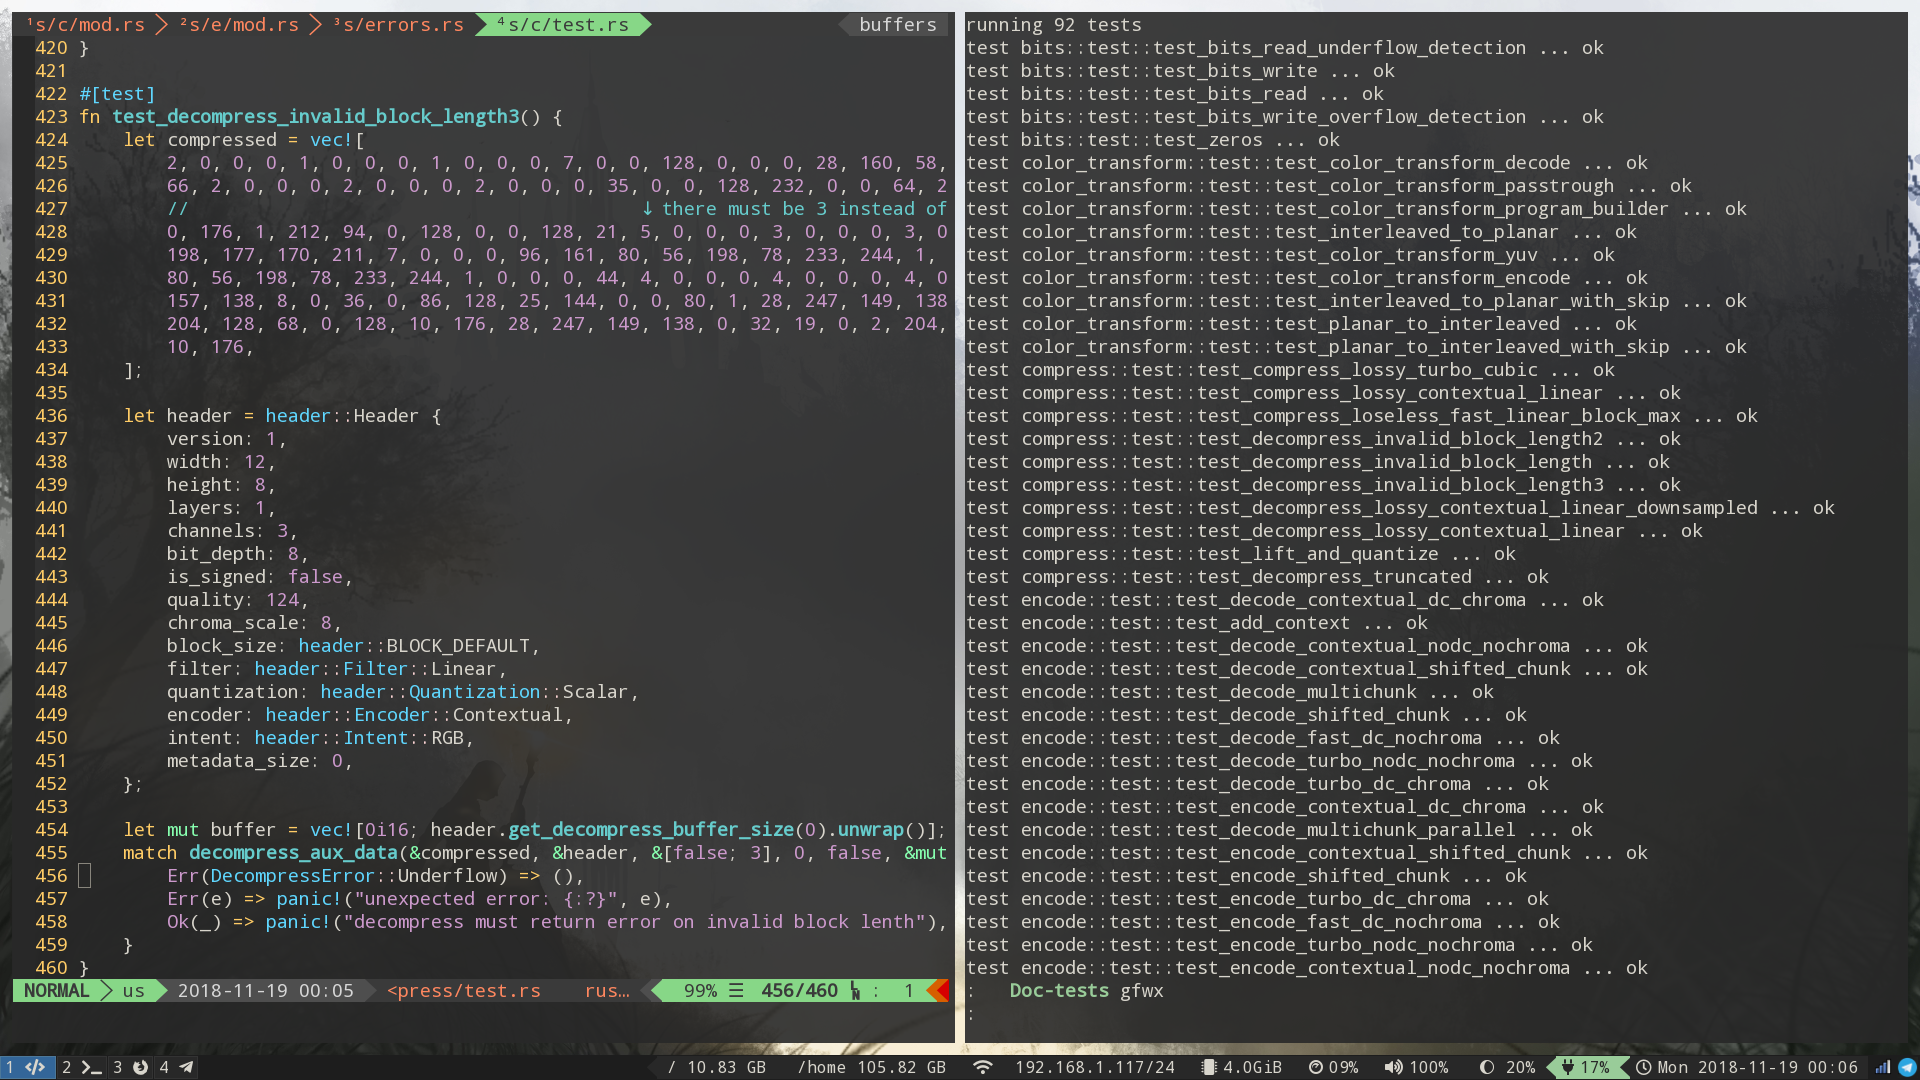 ¹s/c/mod.rs ²s/e/mod.rs ³s/errors.rs ⁴s/c/test.rs buffers
420 }
421
422 #[test]
423 fn test_decompress_invalid_block_length3() {
424     let compressed = vec![
425         2, 0, 0, 0, 1, 0, 0, 0, 1, 0, 0, 0, 7, 0, 0, 128, 0, 0, 0, 28, 160, 58,
426         66, 2, 0, 0, 0, 2, 0, 0, 0, 2, 0, 0, 0, 35, 0, 0, 128, 232, 0, 0, 64, 2
427         //                                         ↓ there must be 3 instead of
428         0, 176, 1, 212, 94, 0, 128, 0, 0, 128, 21, 5, 0, 0, 0, 3, 0, 0, 0, 3, 0
429         198, 177, 170, 211, 7, 0, 0, 0, 96, 161, 80, 56, 198, 78, 233, 244, 1,
430         80, 56, 198, 78, 233, 244, 1, 0, 0, 0, 44, 4, 0, 0, 0, 4, 0, 0, 0, 4, 0
431         157, 138, 8, 0, 36, 0, 86, 128, 25, 144, 0, 0, 80, 1, 28, 247, 149, 138
432         204, 128, 68, 0, 128, 10, 176, 28, 247, 149, 138, 0, 32, 19, 0, 2, 204,
433         10, 176,
434     ];
435
436     let header = header::Header {
437         version: 1,
438         width: 12,
439         height: 8,
440         layers: 1,
441         channels: 3,
442         bit_depth: 8,
443         is_signed: false,
444         quality: 124,
445         chroma_scale: 8,
446         block_size: header::BLOCK_DEFAULT,
447         filter: header::Filter::Linear,
448         quantization: header::Quantization::Scalar,
449         encoder: header::Encoder::Contextual,
450         intent: header::Intent::RGB,
451         metadata_size: 0,
452     };
453
454     let mut buffer = vec![0i16; header.get_decompress_buffer_size(0).unwrap()];
455     match decompress_aux_data(&compressed, &header, &[false; 3], 0, false, &mut
456         Err(DecompressError::Underflow) => (),
457         Err(e) => panic!("unexpected error: {:?}", e),
458         Ok(_) => panic!("decompress must return error on invalid block lenth"),
459     }
460 }
NORMAL us 2018-11-19 00:05 <press/test.rs rus… 99% ☰ 456/460 ␤ : 1
running 92 tests
test bits::test::test_bits_read_underflow_detection ... ok
test bits::test::test_bits_write ... ok
test bits::test::test_bits_read ... ok
test bits::test::test_bits_write_overflow_detection ... ok
test bits::test::test_zeros ... ok
test color_transform::test::test_color_transform_decode ... ok
test color_transform::test::test_color_transform_passtrough ... ok
test color_transform::test::test_color_transform_program_builder ... ok
test color_transform::test::test_interleaved_to_planar ... ok
test color_transform::test::test_color_transform_yuv ... ok
test color_transform::test::test_color_transform_encode ... ok
test color_transform::test::test_interleaved_to_planar_with_skip ... ok
test color_transform::test::test_planar_to_interleaved ... ok
test color_transform::test::test_planar_to_interleaved_with_skip ... ok
test compress::test::test_compress_lossy_turbo_cubic ... ok
test compress::test::test_compress_lossy_contextual_linear ... ok
test compress::test::test_compress_loseless_fast_linear_block_max ... ok
test compress::test::test_decompress_invalid_block_length2 ... ok
test compress::test::test_decompress_invalid_block_length ... ok
test compress::test::test_decompress_invalid_block_length3 ... ok
test compress::test::test_decompress_lossy_contextual_linear_downsampled ... ok
test compress::test::test_decompress_lossy_contextual_linear ... ok
test compress::test::test_lift_and_quantize ... ok
test compress::test::test_decompress_truncated ... ok
test encode::test::test_decode_contextual_dc_chroma ... ok
test encode::test::test_add_context ... ok
test encode::test::test_decode_contextual_nodc_nochroma ... ok
test encode::test::test_decode_contextual_shifted_chunk ... ok
test encode::test::test_decode_multichunk ... ok
test encode::test::test_decode_shifted_chunk ... ok
test encode::test::test_decode_fast_dc_nochroma ... ok
test encode::test::test_decode_turbo_nodc_nochroma ... ok
test encode::test::test_decode_turbo_dc_chroma ... ok
test encode::test::test_encode_contextual_dc_chroma ... ok
test encode::test::test_decode_multichunk_parallel ... ok
test encode::test::test_encode_contextual_shifted_chunk ... ok
test encode::test::test_encode_shifted_chunk ... ok
test encode::test::test_encode_turbo_dc_chroma ... ok
test encode::test::test_encode_fast_dc_nochroma ... ok
test encode::test::test_encode_turbo_nodc_nochroma ... ok
test encode::test::test_encode_contextual_nodc_nochroma ... ok
:   Doc-tests gfwx
:
1 2 3 4 / 10.83 GB /home 105.82 GB 192.168.1.117/24 4.0GiB 09% 100% 20% 17% Mon 2018-11-19 00:06